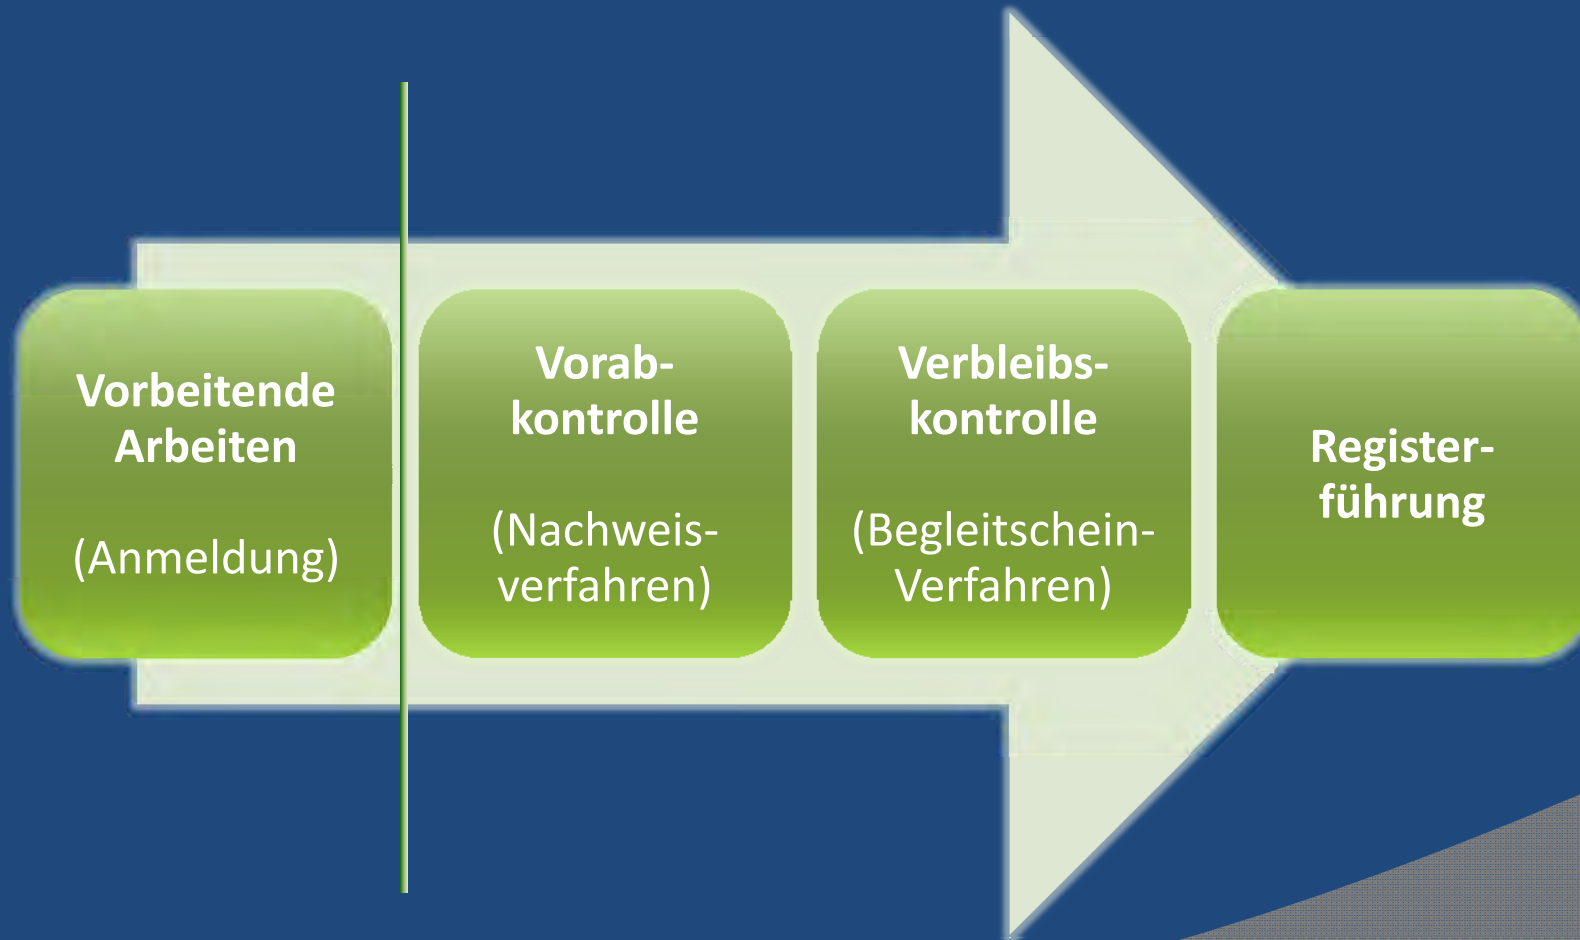 Vorbeitende
Arbeiten
(Anmeldung)
Vorab-
kontrolle
(Nachweis-
verfahren)
Verbleibs-
kontrolle
(Begleitschein-
Verfahren)
Register-
führung